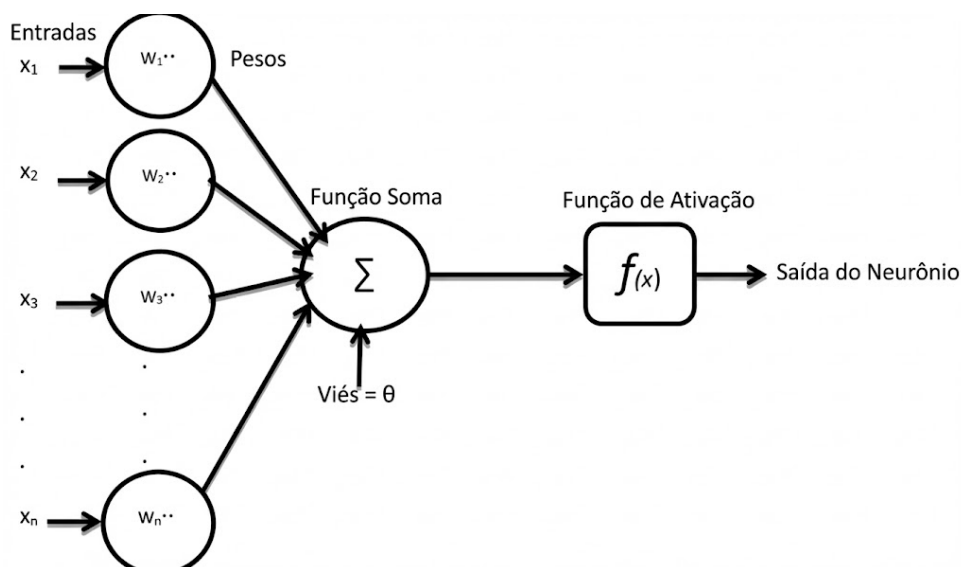 Entradas
x₁
w₁··
Pesos
x₂
w₂··
Função Soma
Função de Ativação
x₃
w₃··
∑
f(x)
Saída do Neurônio
Viés = θ
.
.
.
.
.
.
xₙ
wₙ··